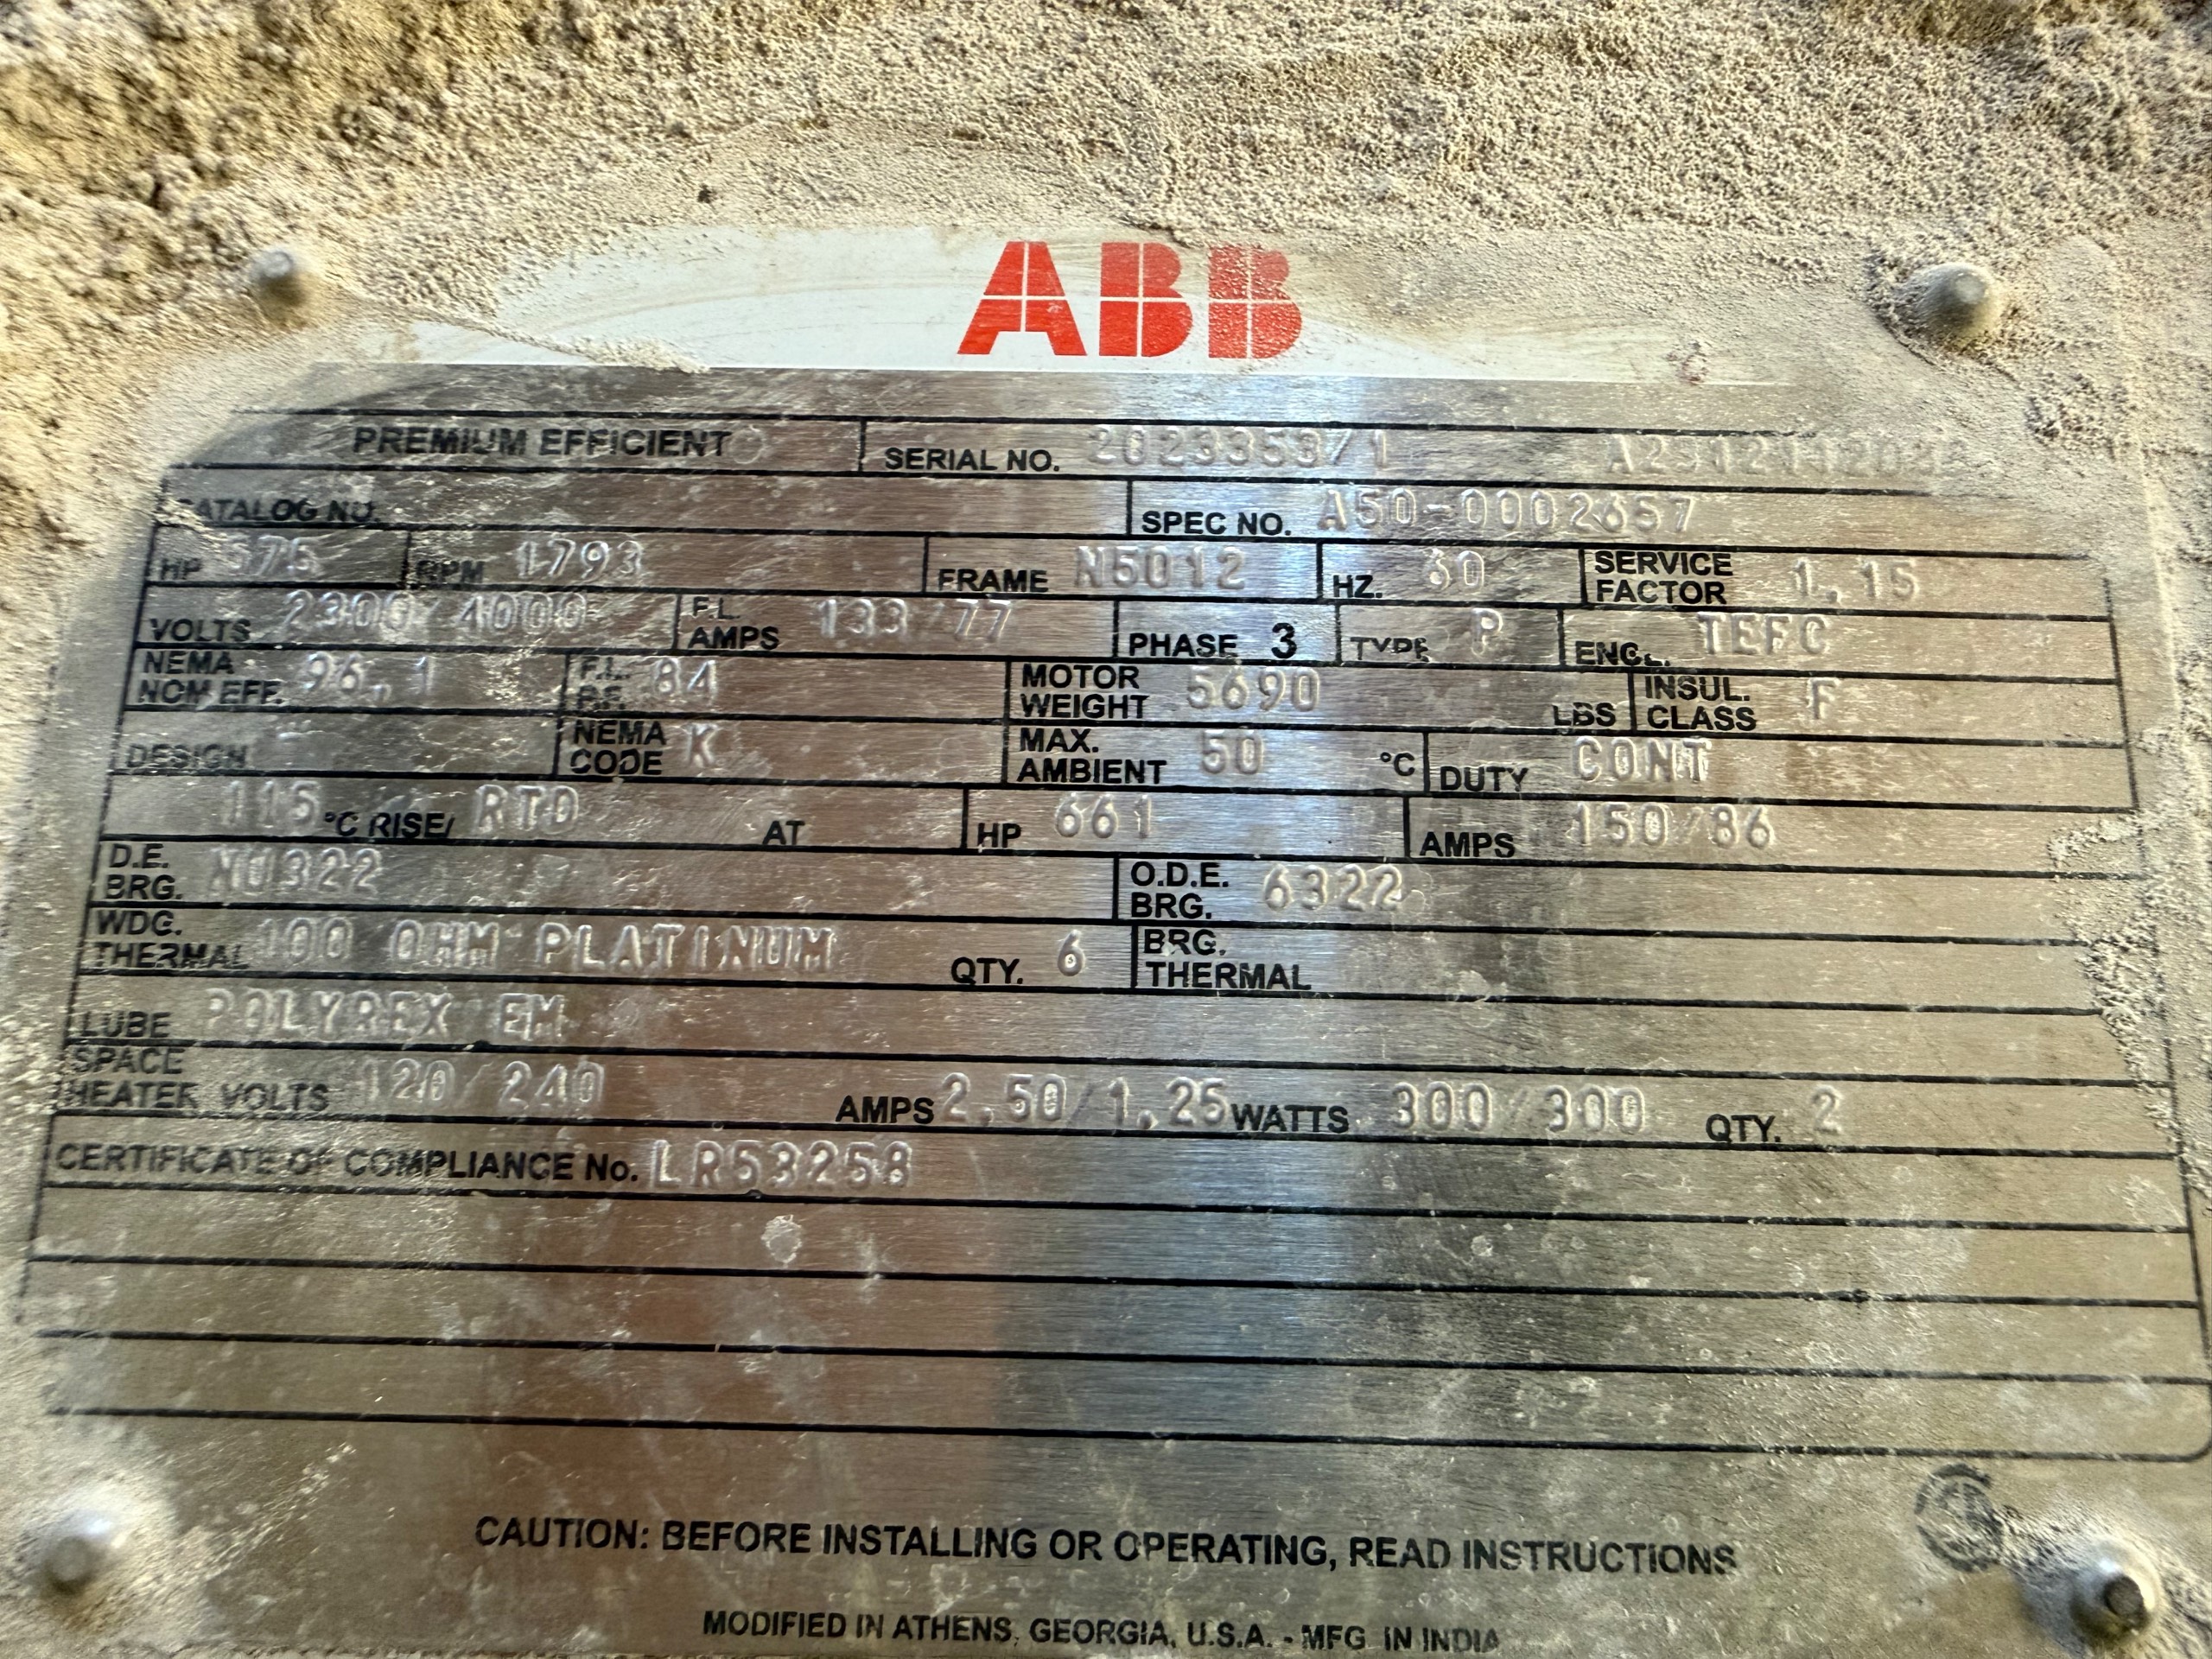 ABB
PREMIUM EFFICIENT SERIAL NO. 2023353/1
CATALOG NO. SPEC NO. A50-0002657
HP 575 RPM 1793 FRAME N5012 HZ. 60 SERVICE FACTOR 1.15
VOLTS 2300/4000 F.L. AMPS 133/77 PHASE 3 TYPE P ENCL. TEFC
NEMA NOM EFF. 96.1 F.L. P.F. 84 MOTOR WEIGHT 5690 LBS INSUL. CLASS F
DESIGN - NEMA CODE K MAX. AMBIENT 50 °C DUTY CONT
115 °C RISE/ RTD AT HP 661 AMPS 150/86
D.E. BRG. NU322 O.D.E. BRG. 6322
WDG. THERMAL 100 OHM PLATINUM QTY. 6 BRG. THERMAL
LUBE POLYREX EM
SPACE HEATER VOLTS 120/240 AMPS 2.50/1.25 WATTS 300/300 QTY. 2
CERTIFICATE OF COMPLIANCE No. LR53258
CAUTION: BEFORE INSTALLING OR OPERATING, READ INSTRUCTIONS
MODIFIED IN ATHENS, GEORGIA, U.S.A. - MFG IN INDIA